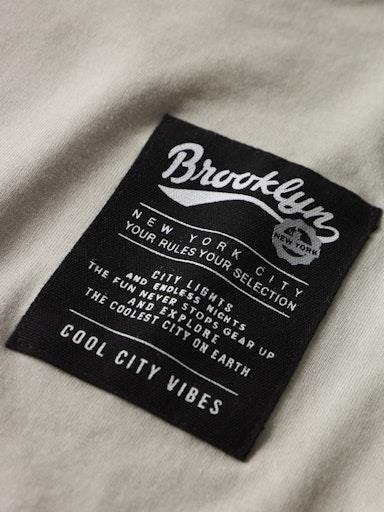 Brooklyn
NEW YORK
NEW YORK CITY
YOUR RULES YOUR SELECTION
CITY LIGHTS
AND ENDLESS NIGHTS
THE FUN NEVER STOPS GEAR UP
AND EXPLORE
THE COOLEST CITY ON EARTH
COOL CITY VIBES